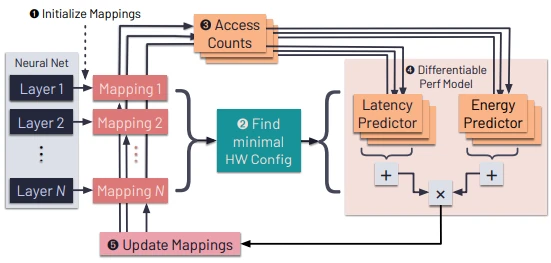 ❶ Initialize Mappings
❸ Access
Counts
Neural Net
Layer 1
Mapping 1
Layer 2
Mapping 2
⋮
⋮
Layer N
Mapping N
❷ Find
minimal
HW Config
❹ Differentiable
Perf Model
Latency
Predictor
Energy
Predictor
+
+
×
❺ Update Mappings